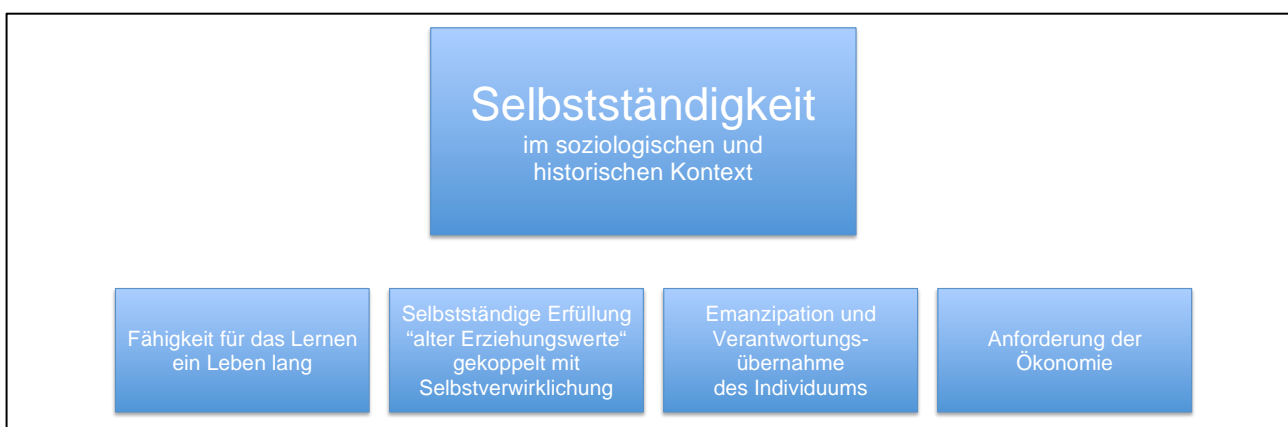 Selbstständigkeit
im soziologischen und
historischen Kontext
Fähigkeit für das Lernen
ein Leben lang
Selbstständige Erfüllung
“alter Erziehungswerte“
gekoppelt mit
Selbstverwirklichung
Emanzipation und
Verantwortungs-
übernahme
des Individuums
Anforderung der
Ökonomie